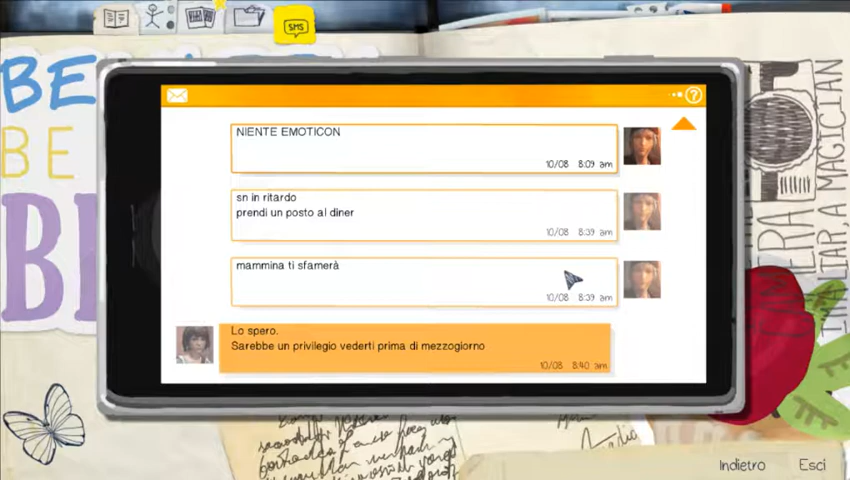 SMS
BE
BE
B
NIENTE EMOTICON
10/08 8:09 am
sn in ritardo
prendi un posto al diner
10/08 8:39 am
mammina ti sfamerà
10/08 8:39 am
Lo spero.
Sarebbe un privilegio vederti prima di mezzogiorno
10/08 8:40 am
A MAGICIAN
Indietro
Esci